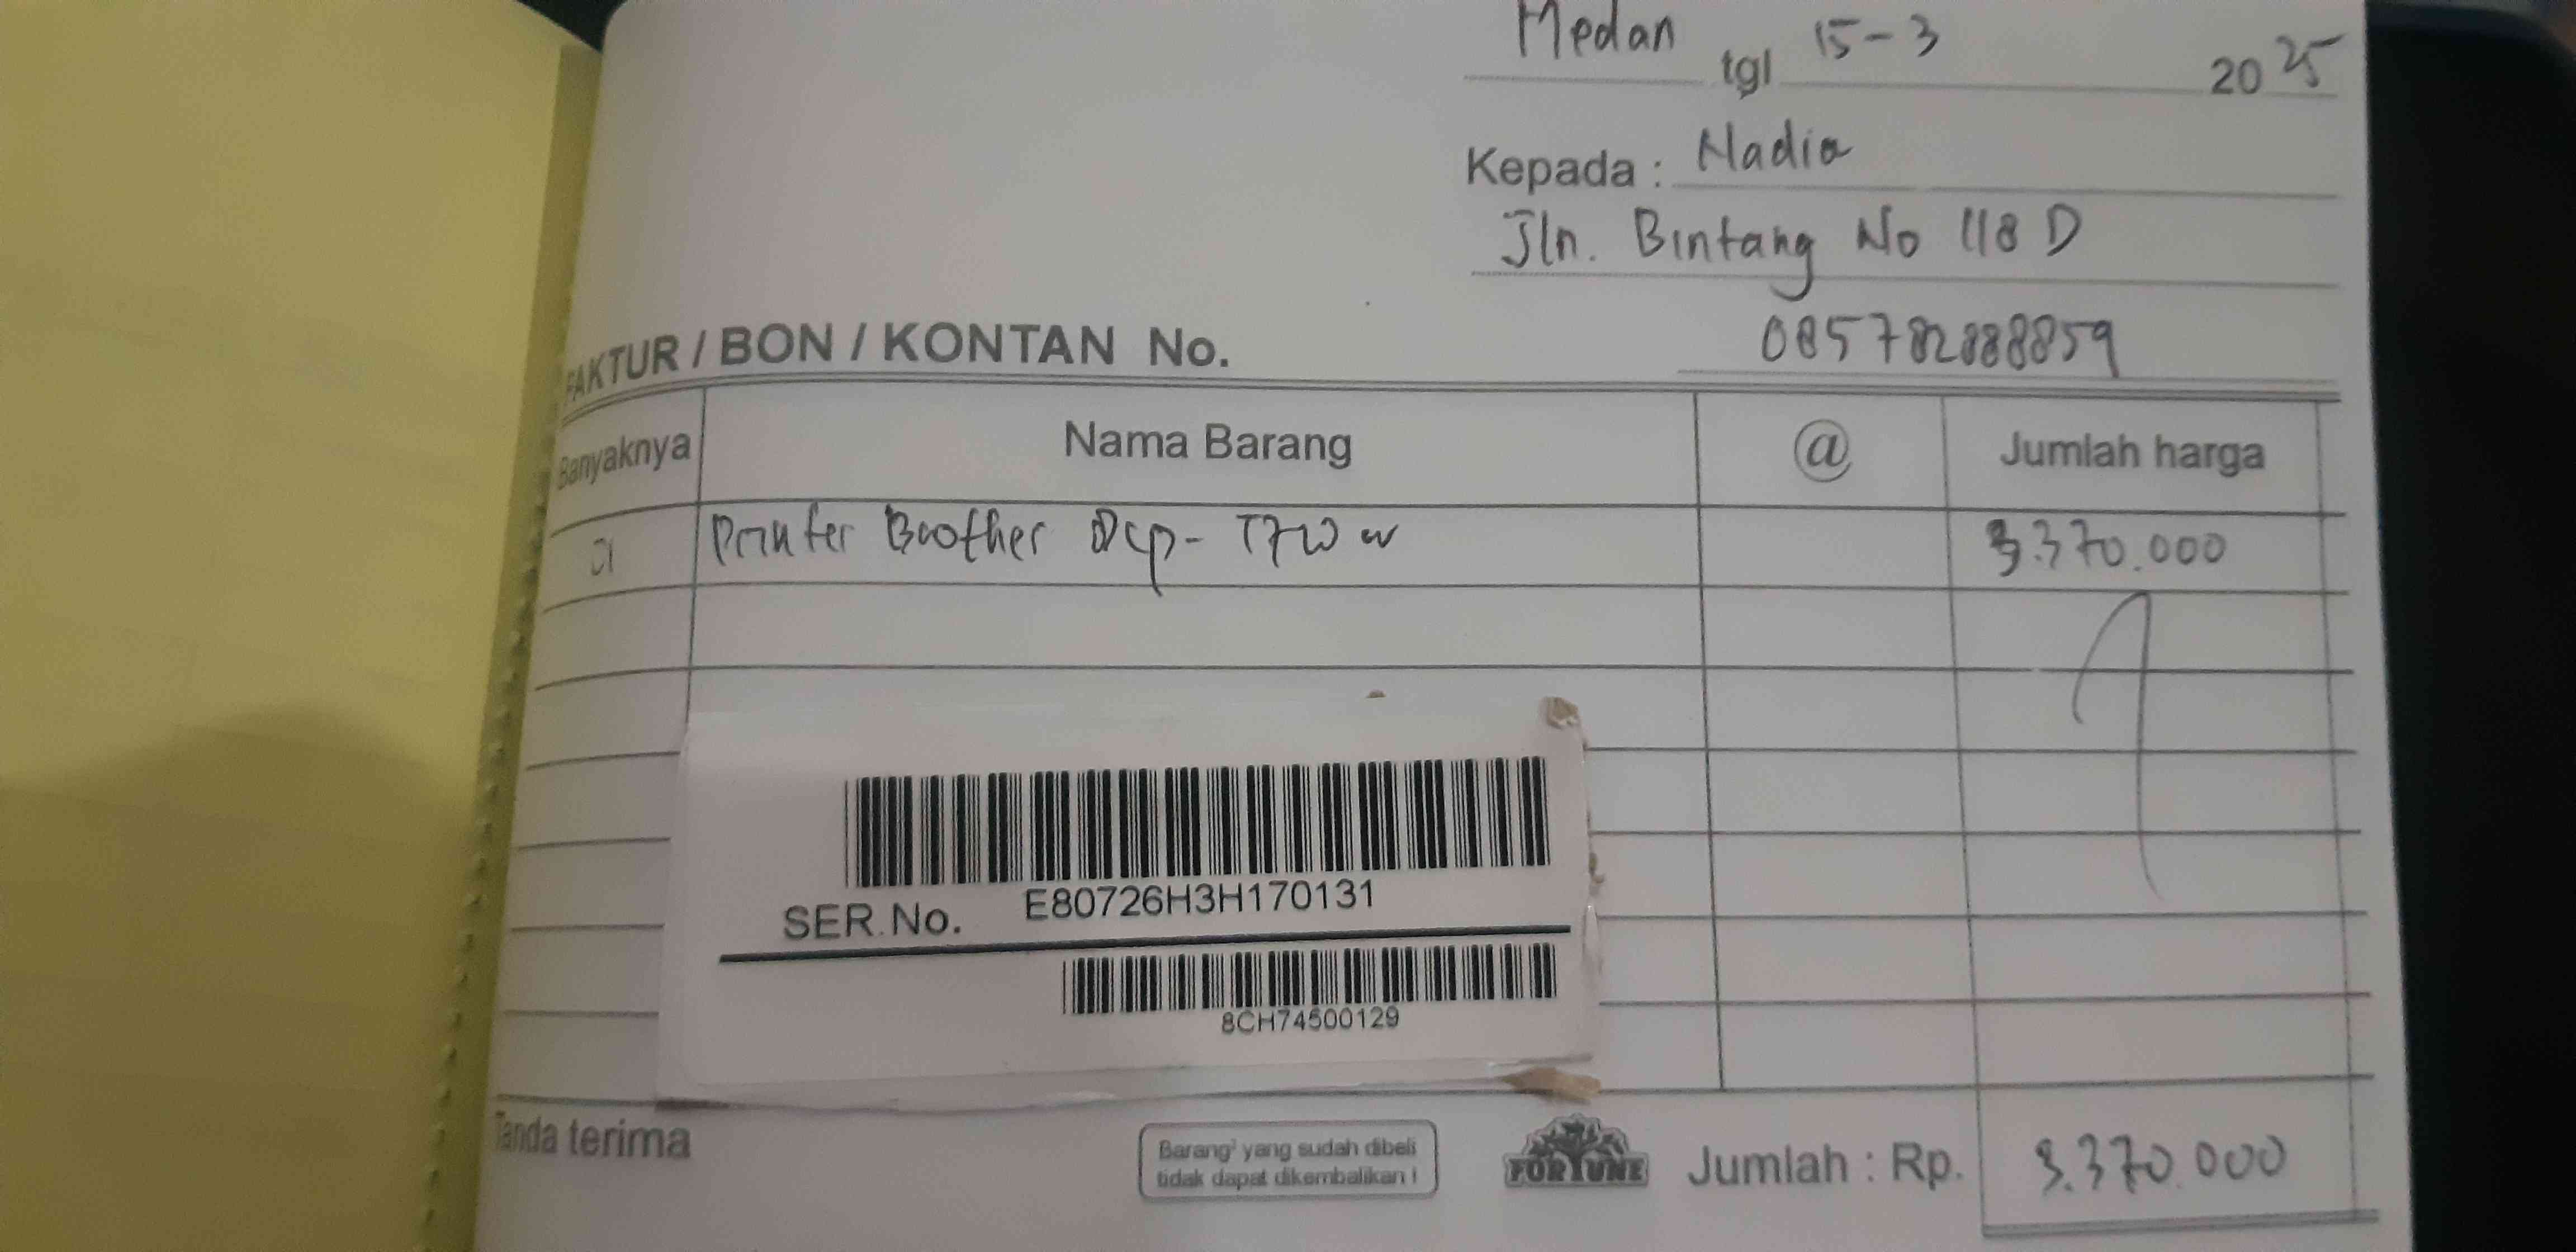 Medan tgl 15-3 2025
Kepada : Nadia
Jln. Bintang No 118 D
085782888859
FAKTUR / BON / KONTAN No.
Banyaknya Nama Barang @ Jumlah harga
01 Printer Brother Dcp- T720 w 3.370.000
E80726H3H170131
SER.No.
8CH74500129
Tanda terima
Barang² yang sudah dibeli
tidak dapat dikembalikan !
FORTUNE
Jumlah : Rp. 3.370.000